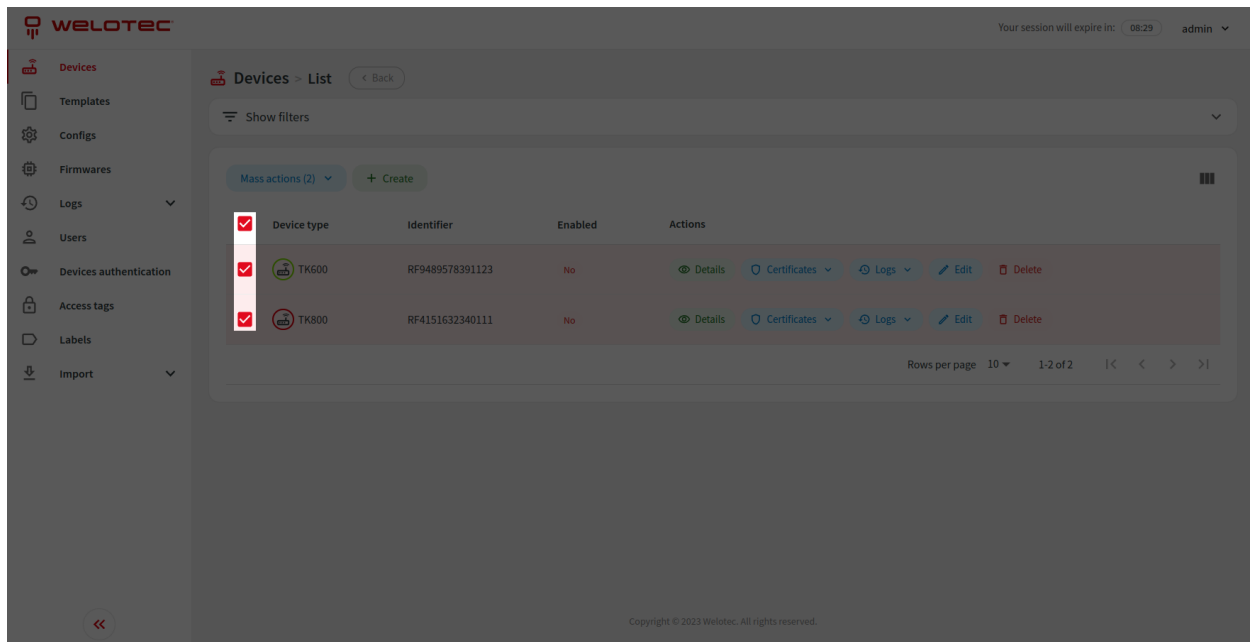 WELOTEC
Your session will expire in: 08:29 admin
Devices
Templates
Configs
Firmwares
Logs
Users
Devices authentication
Access tags
Labels
Import
Devices > List < Back
Show filters
Mass actions (2) + Create
Device type Identifier Enabled Actions
TK600 RF9489578391123 No Details Certificates Logs Edit Delete
TK800 RF4151632340111 No Details Certificates Logs Edit Delete
Rows per page 10 1-2 of 2
Copyright © 2023 Welotec. All rights reserved.